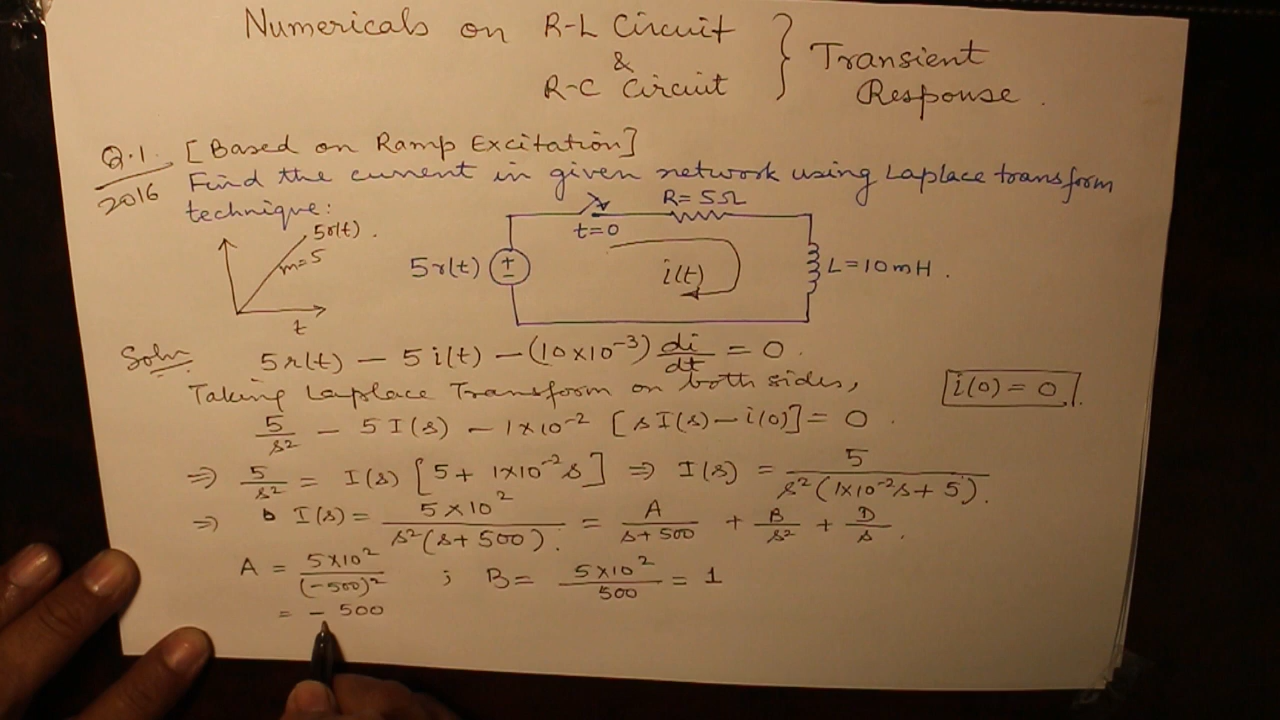 Numericals on R-L Circuit
&
R-C Circuit
} Transient
Response.
Q.1. [Based on Ramp Excitation]
2016 Find the current in given network using Laplace transform
technique:
5r(t).
m=5
t
t=0
R=5Ω
5r(t)
+
-
i(t)
L=10mH.
Soln
5r(t) - 5i(t) - (10×10⁻³) di/dt = 0.
Taking Laplace Transform on both sides,
i(0) = 0.
5/s² - 5I(s) - 1×10⁻² [sI(s) - i(0)] = 0.
⇒ 5/s² = I(s) [5 + 1×10⁻²s] ⇒ I(s) = 5/s²(1×10⁻²s + 5).
⇒ I(s) = 5×10²/s²(s+500). = A/s+500 + B/s² + D/s.
A = 5×10²/(-500)² ; B = 5×10²/500 = 1
= - 500